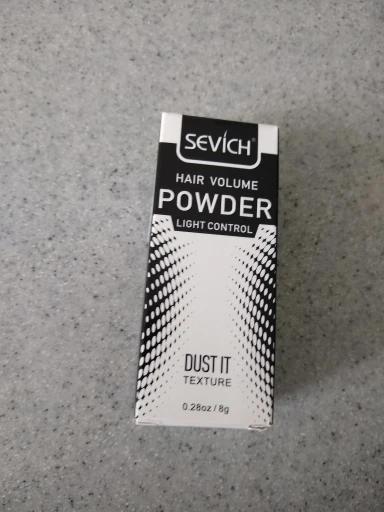 SEVICH®
HAIR VOLUME
POWDER
LIGHT CONTROL
DUST IT
TEXTURE
0.28oz / 8g